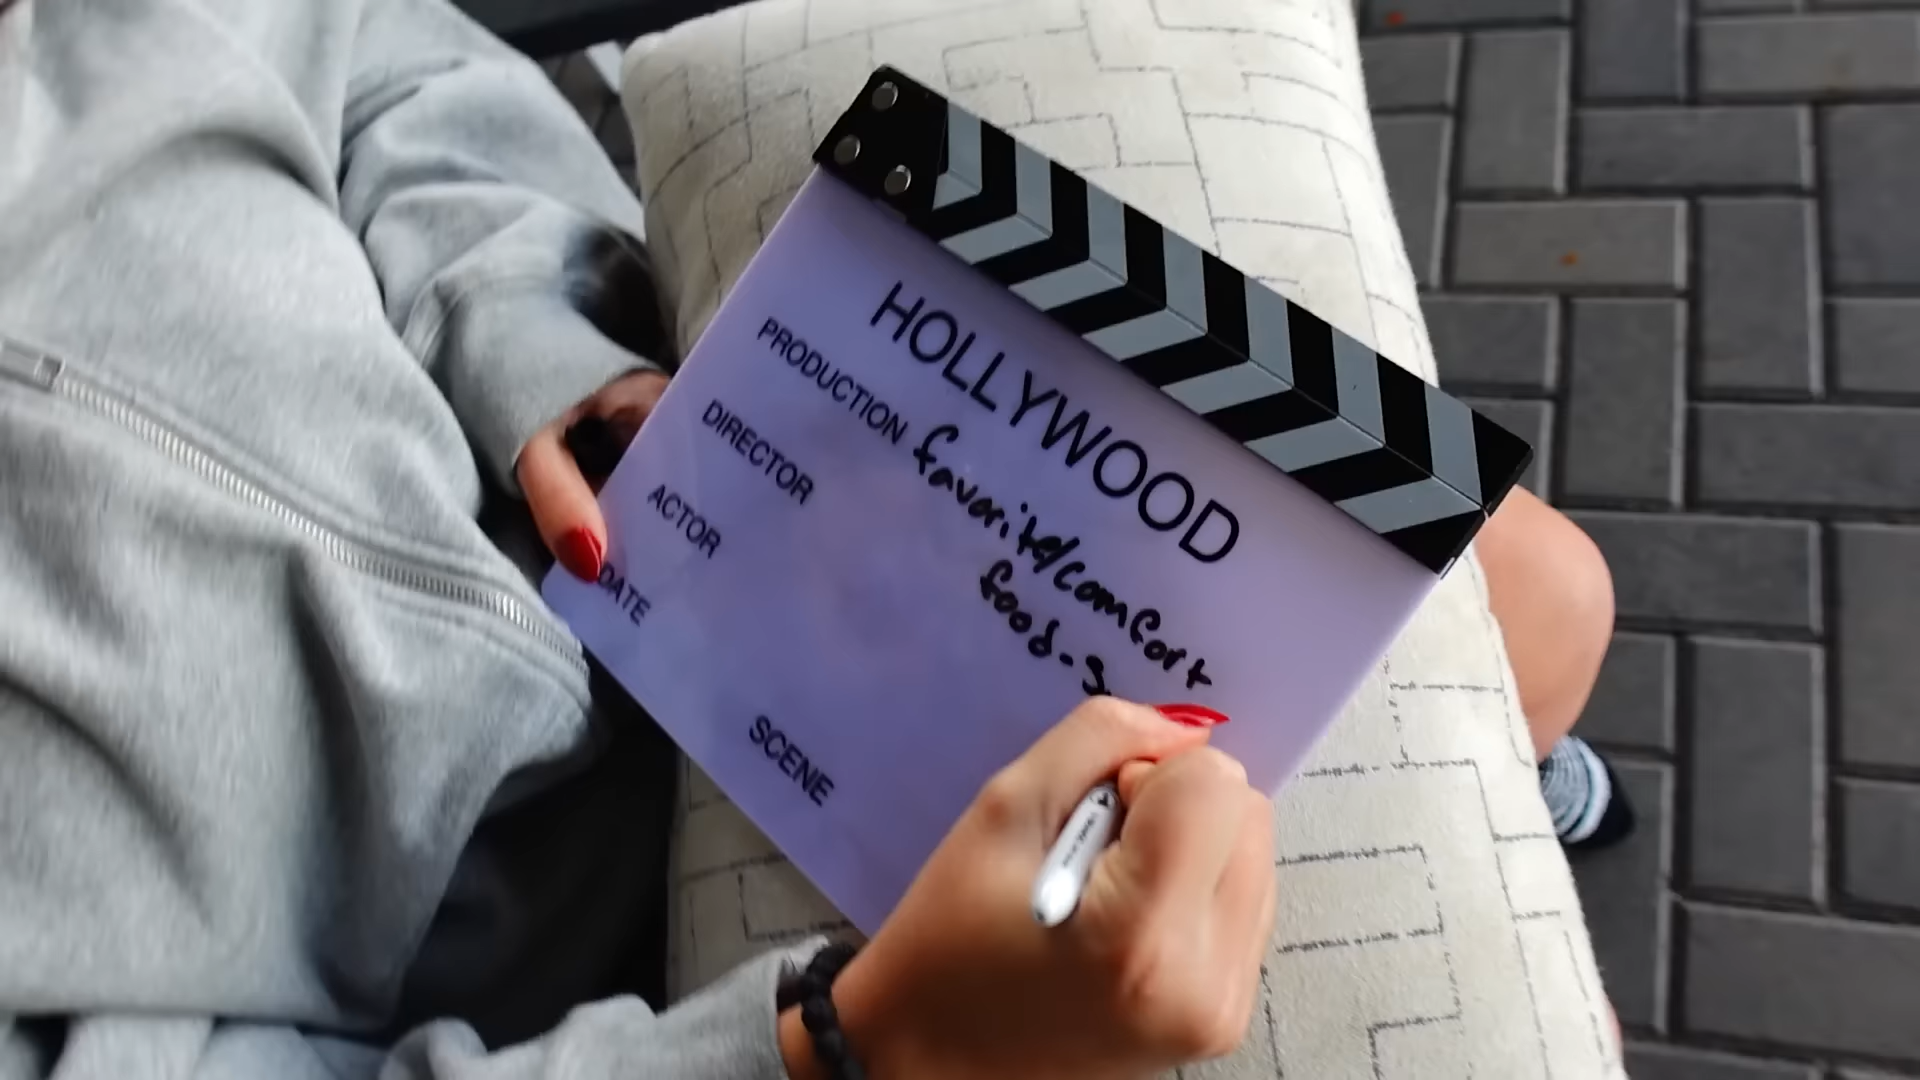 HOLLYWOOD
PRODUCTION favorite/comfort
food-g
DIRECTOR
ACTOR
DATE
SCENE